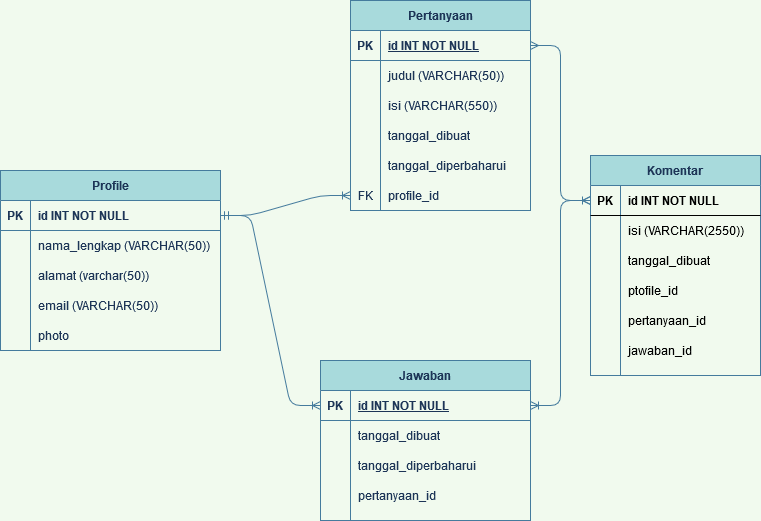 Pertanyaan
PK id INT NOT NULL
judul (VARCHAR(50))
isi (VARCHAR(550))
tanggal_dibuat
tanggal_diperbaharui
FK profile_id
Profile
PK id INT NOT NULL
nama_lengkap (VARCHAR(50))
alamat (varchar(50))
email (VARCHAR(50))
photo
Komentar
PK id INT NOT NULL
isi (VARCHAR(2550))
tanggal_dibuat
ptofile_id
pertanyaan_id
jawaban_id
Jawaban
PK id INT NOT NULL
tanggal_dibuat
tanggal_diperbaharui
pertanyaan_id